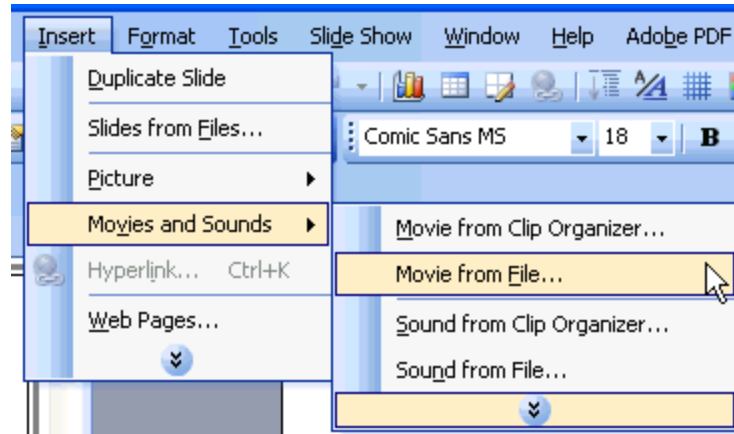 Insert Format Tools Slide Show Window Help Adobe PDF
Duplicate Slide
Slides from Files...
Comic Sans MS 18 B
Picture
Movies and Sounds
Movie from Clip Organizer...
Hyperlink... Ctrl+K
Movie from File...
Web Pages...
Sound from Clip Organizer...
Sound from File...